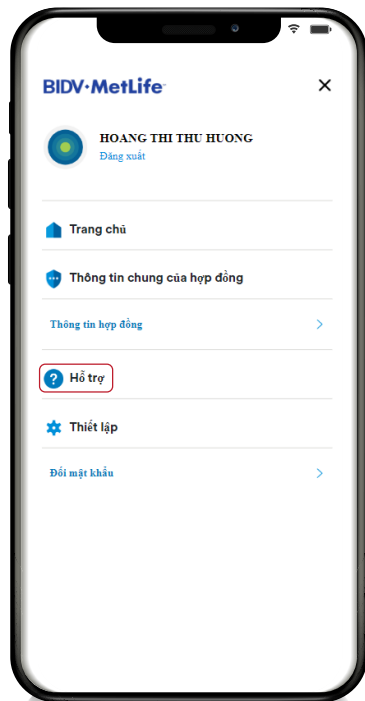 BIDV·MetLife
HOANG THI THU HUONG
Đăng xuất
Trang chủ
Thông tin chung của hợp đồng
Thông tin hợp đồng
? Hỗ trợ
Thiết lập
Đổi mật khẩu